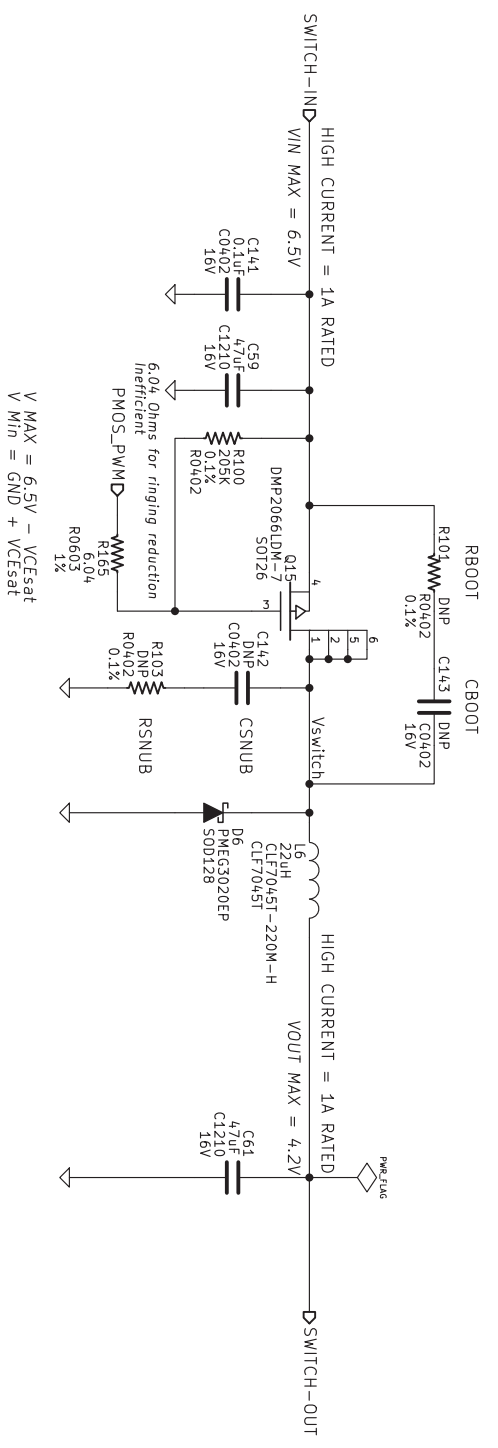 RBOOT
CBOOT
R101
DNP
R0402
0.1%
C143
DNP
C0402
16V
SWITCH-IN
HIGH CURRENT = 1A RATED
VIN MAX = 6.5V
C141
0.1uF
C0402
16V
C59
47uF
C1210
16V
R100
205K
0.1%
R0402
Q15
DMP2066LDM-7
SOT26
4
3
1
2
5
6
6.04 Ohms for ringing reduction
Inefficient
PMOS_PWM
R165
6.04
R0603
1%
V MAX = 6.5V - VCEsat
V Min = GND + VCEsat
C142
DNP
C0402
16V
CSNUB
R103
DNP
R0402
0.1%
RSNUB
Vswitch
D6
PMEG3020EP
SOD128
L6
22uH
CLF7045T-220M-H
CLF7045T
HIGH CURRENT = 1A RATED
VOUT MAX = 4.2V
C61
47uF
C1210
16V
PWR_FLAG
SWITCH-OUT